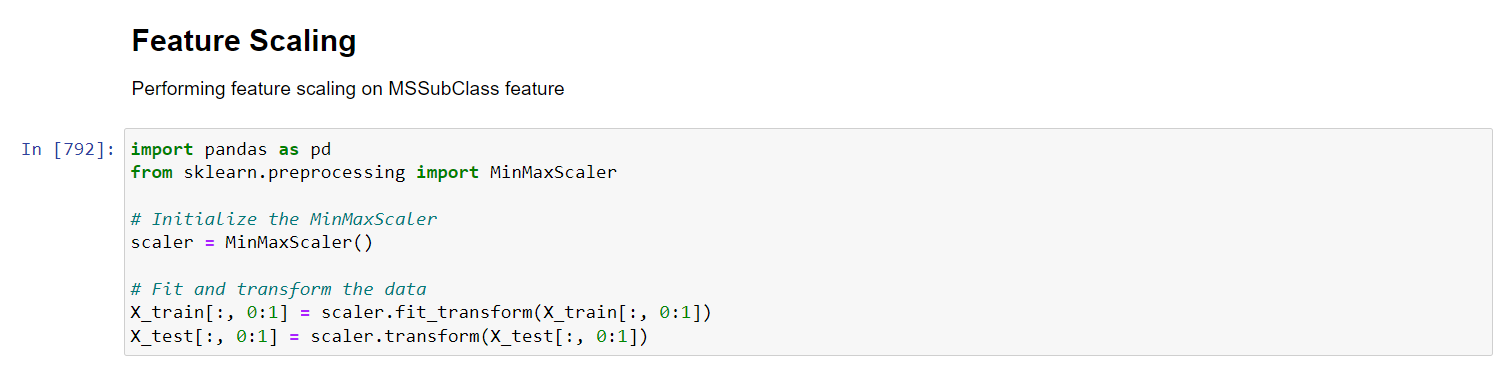 Feature Scaling
Performing feature scaling on MSSubClass feature
In [792]:
import pandas as pd
from sklearn.preprocessing import MinMaxScaler
# Initialize the MinMaxScaler
scaler = MinMaxScaler()
# Fit and transform the data
X_train[:, 0:1] = scaler.fit_transform(X_train[:, 0:1])
X_test[:, 0:1] = scaler.transform(X_test[:, 0:1])